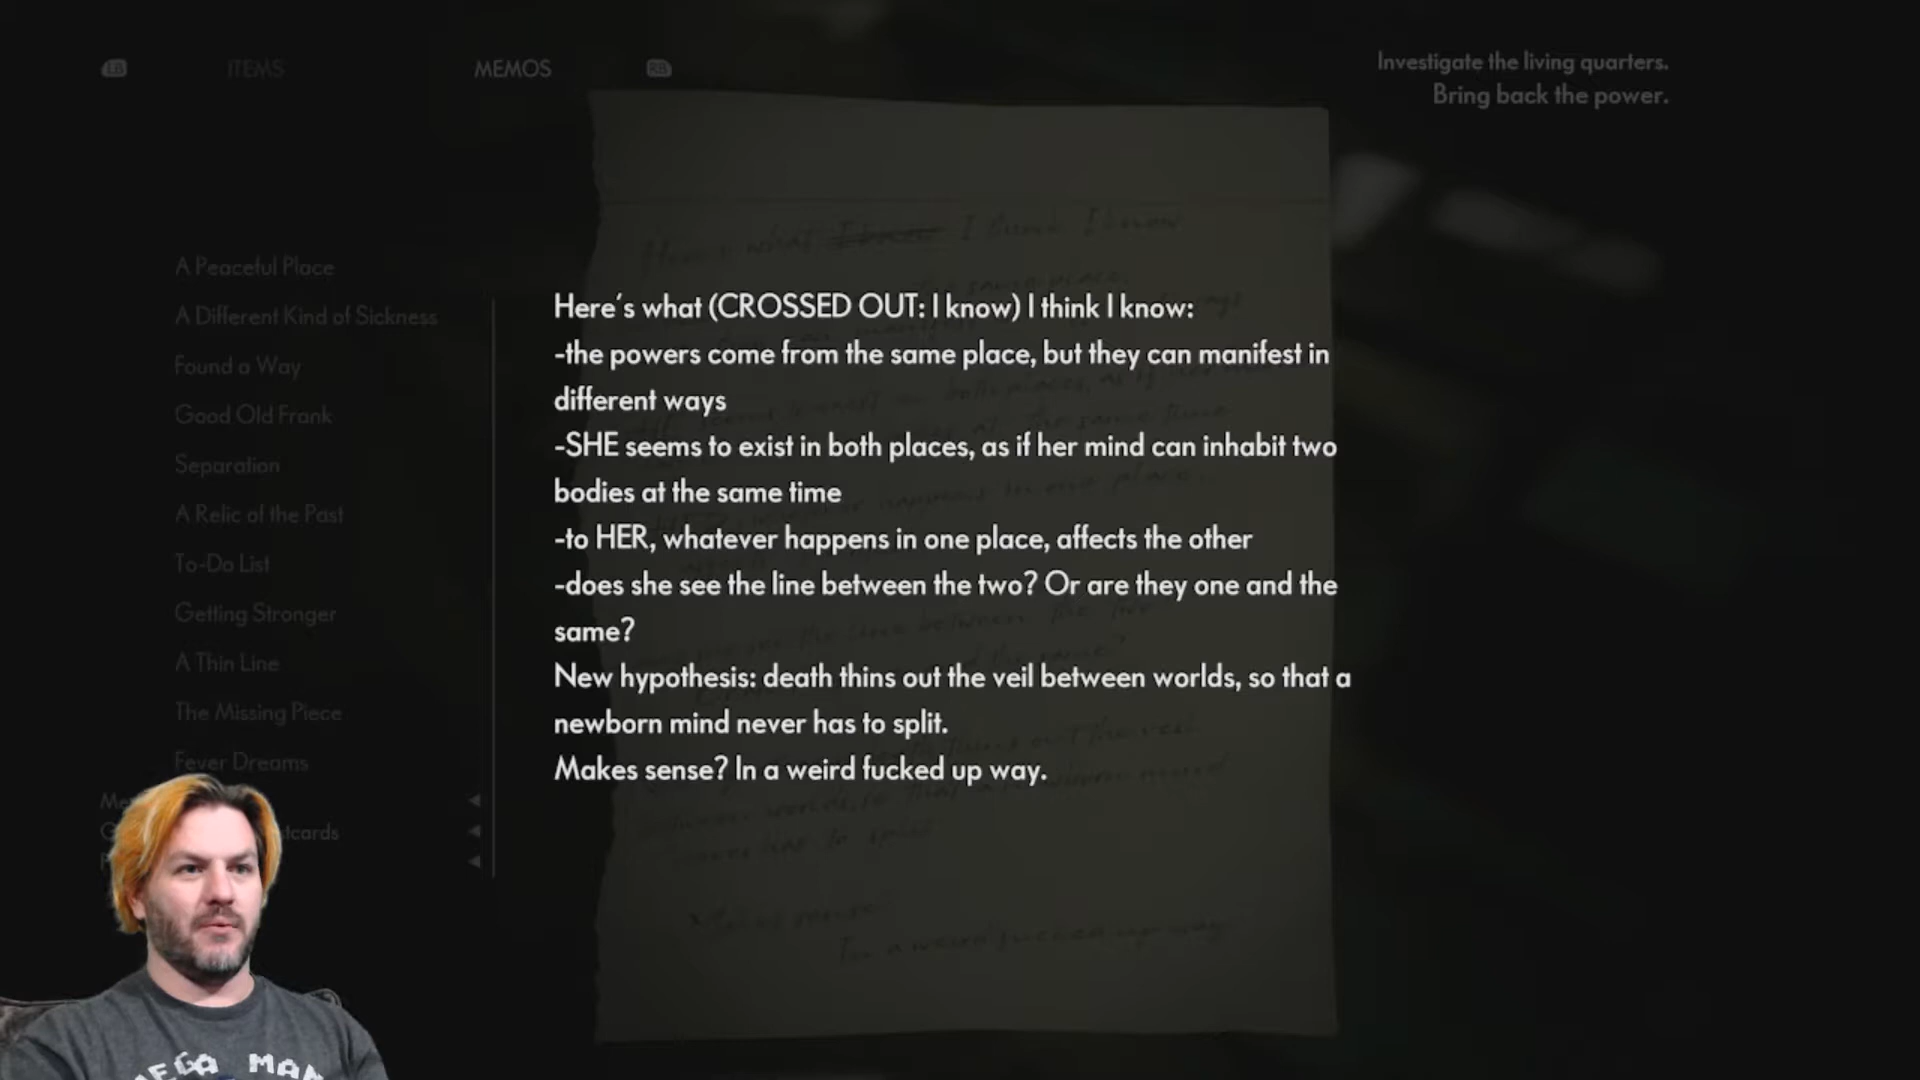 LB ITEMS MEMOS RB
Investigate the living quarters.
Bring back the power.
A Peaceful Place
A Different Kind of Sickness
Found a Way
Good Old Frank
Separation
A Relic of the Past
To-Do List
Getting Stronger
A Thin Line
The Missing Piece
Fever Dreams
Here's what (CROSSED OUT: I know) I think I know:
-the powers come from the same place, but they can manifest in
different ways
-SHE seems to exist in both places, as if her mind can inhabit two
bodies at the same time
-to HER, whatever happens in one place, affects the other
-does she see the line between the two? Or are they one and the
same?
New hypothesis: death thins out the veil between worlds, so that a
newborn mind never has to split.
Makes sense? In a weird fucked up way.
MEGA MAN